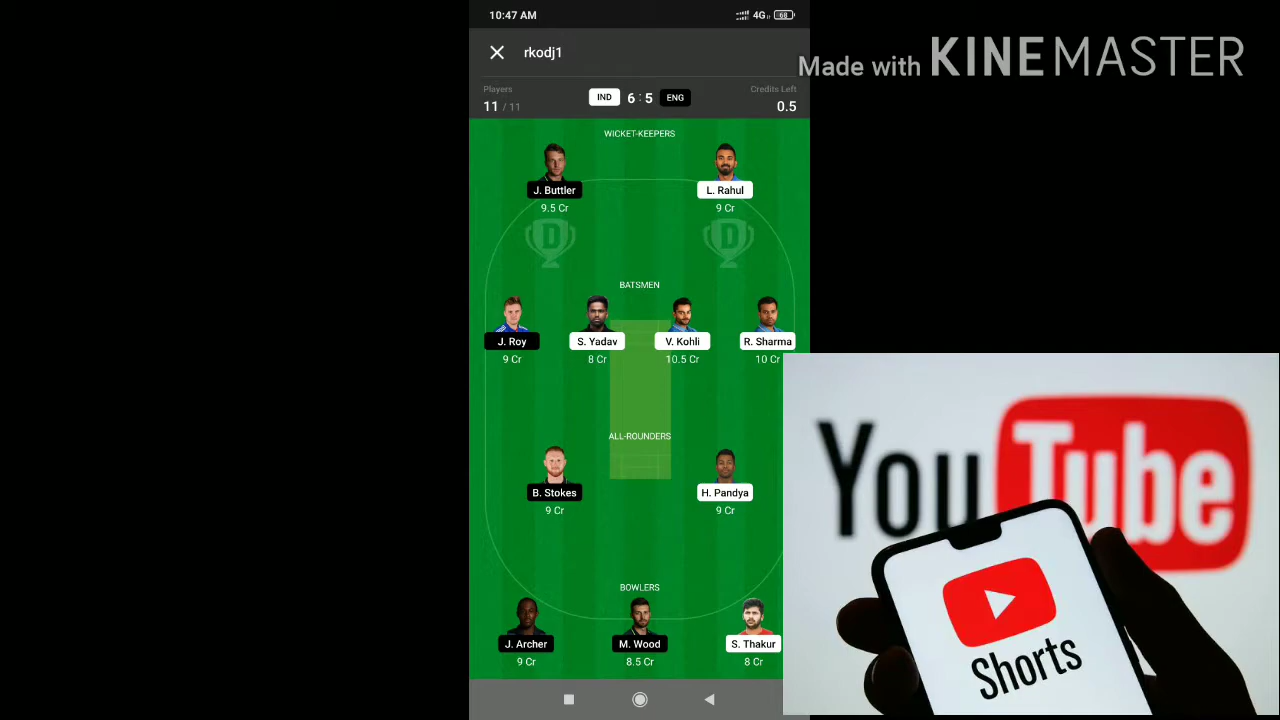 10:47 AM
4G
68
rkodj1
Made with KINEMASTER
Players
11 / 11
IND 6 : 5 ENG
Credits Left
0.5
WICKET-KEEPERS
J. Buttler
L. Rahul
9.5 Cr
9 Cr
D
D
BATSMEN
J. Roy
S. Yadav
V. Kohli
R. Sharma
9 Cr
8 Cr
10.5 Cr
10 Cr
ALL-ROUNDERS
B. Stokes
H. Pandya
9 Cr
9 Cr
BOWLERS
J. Archer
M. Wood
S. Thakur
9 Cr
8.5 Cr
8 Cr
YouTube
Shorts